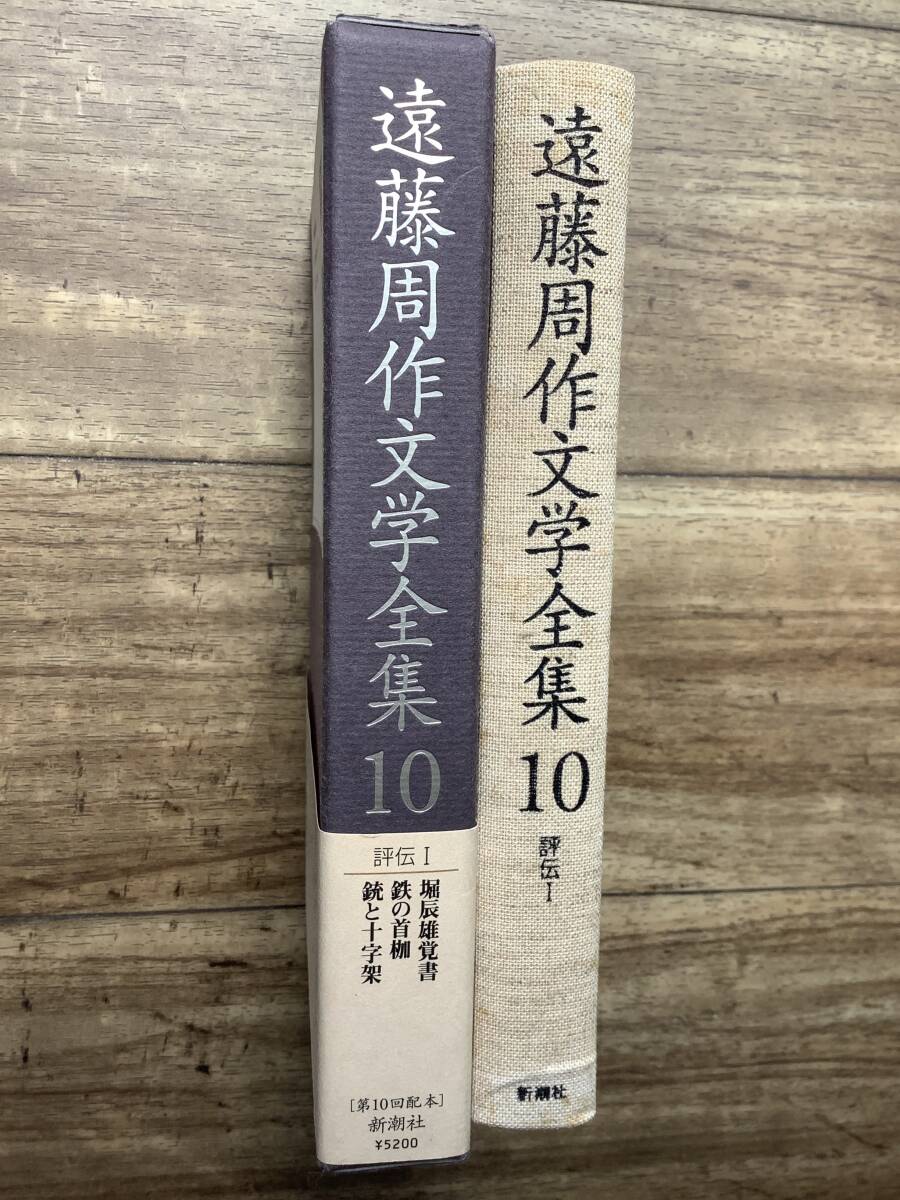 遠藤周作文学全集
10
評伝Ⅰ
堀辰雄覚書
鉄の首枷
銃と十字架
［第10回配本］
新潮社
¥5200
遠藤周作文学全集
10
評伝Ⅰ
新潮社